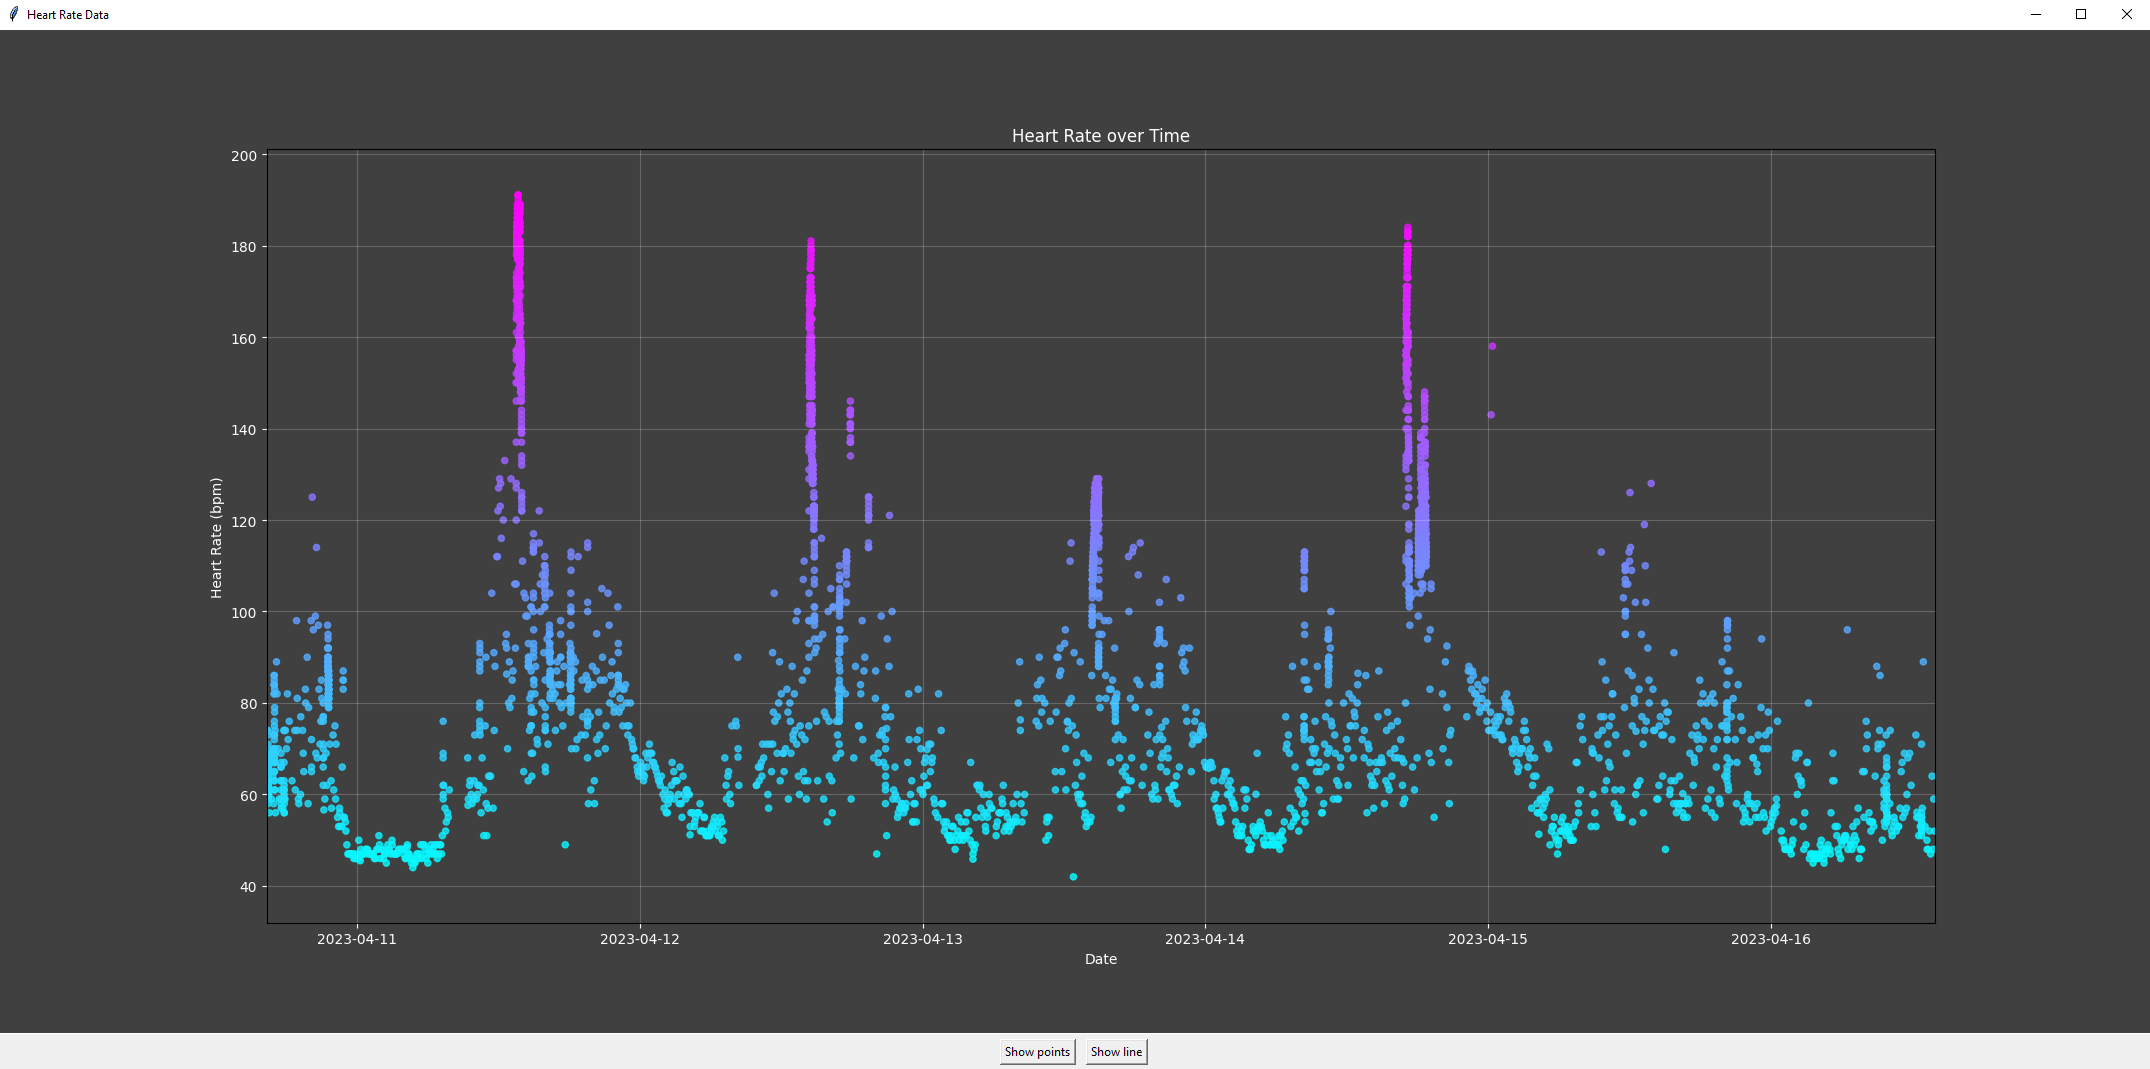 Heart Rate Data
Heart Rate over Time
200
180
160
140
120
100
80
60
40
Heart Rate (bpm)
2023-04-11 2023-04-12 2023-04-13 2023-04-14 2023-04-15 2023-04-16
Date
Show points Show line